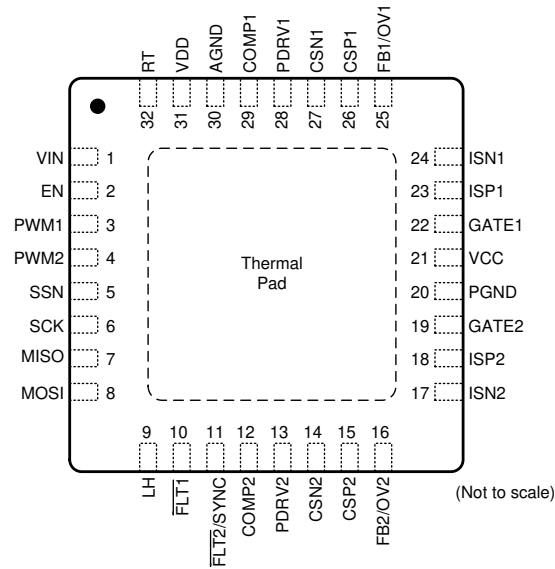 RT
VDD
AGND
COMP1
PDRV1
CSN1
CSP1
FB1/OV1
32
31
30
29
28
27
26
25
VIN 1
EN 2
PWM1 3
PWM2 4
SSN 5
SCK 6
MISO 7
MOSI 8
24 ISN1
23 ISP1
22 GATE1
21 VCC
20 PGND
19 GATE2
18 ISP2
17 ISN2
Thermal
Pad
9
10
11
12
13
14
15
16
LH
FLT1
FLT2/SYNC
COMP2
PDRV2
CSN2
CSP2
FB2/OV2
(Not to scale)